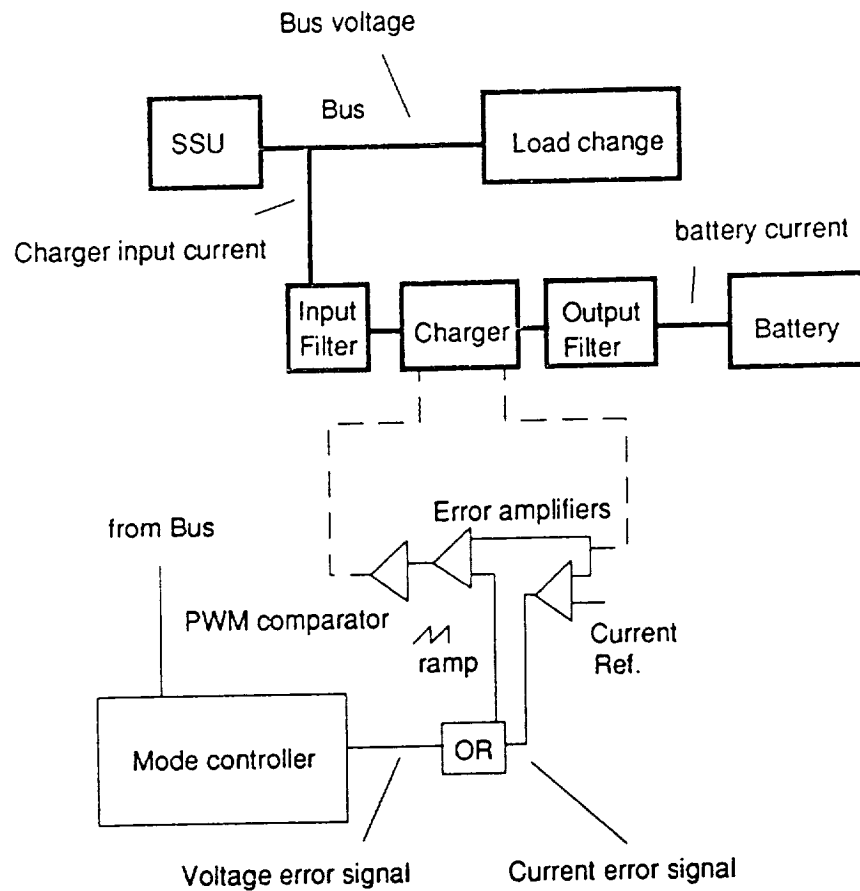 Bus voltage
Bus
SSU
Load change
Charger input current
battery current
Input
Filter
Charger
Output
Filter
Battery
Error amplifiers
from Bus
PWM comparator
ramp
Current
Ref.
Mode controller
OR
Voltage error signal
Current error signal